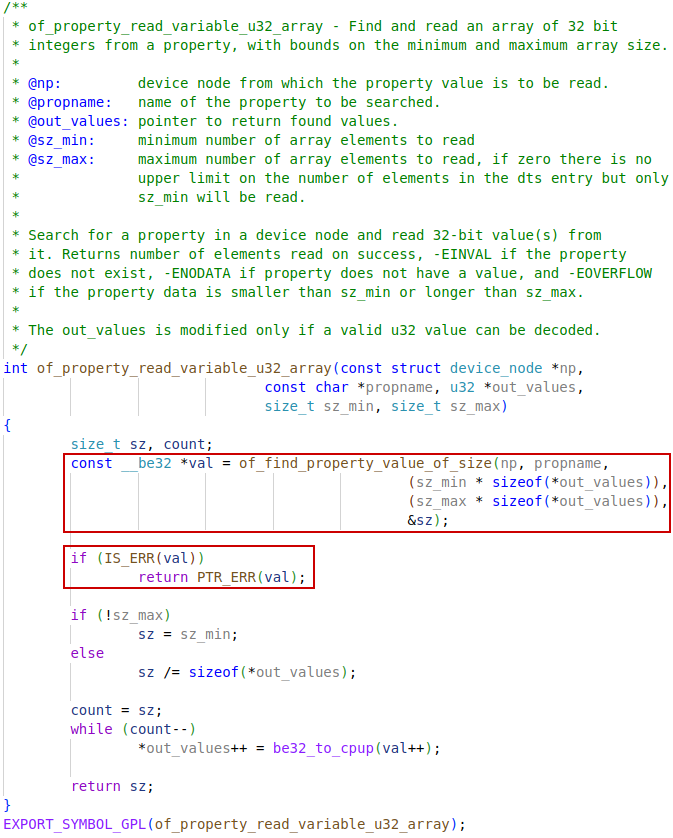 /**
 * of_property_read_variable_u32_array - Find and read an array of 32 bit
 * integers from a property, with bounds on the minimum and maximum array size.
 *
 * @np:         device node from which the property value is to be read.
 * @propname:   name of the property to be searched.
 * @out_values: pointer to return found values.
 * @sz_min:     minimum number of array elements to read
 * @sz_max:     maximum number of array elements to read, if zero there is no
 *              upper limit on the number of elements in the dts entry but only
 *              sz_min will be read.
 *
 * Search for a property in a device node and read 32-bit value(s) from
 * it. Returns number of elements read on success, -EINVAL if the property
 * does not exist, -ENODATA if property does not have a value, and -EOVERFLOW
 * if the property data is smaller than sz_min or longer than sz_max.
 *
 * The out_values is modified only if a valid u32 value can be decoded.
 */
int of_property_read_variable_u32_array(const struct device_node *np,
                               const char *propname, u32 *out_values,
                               size_t sz_min, size_t sz_max)
{
        size_t sz, count;
        const __be32 *val = of_find_property_value_of_size(np, propname,
                                                (sz_min * sizeof(*out_values)),
                                                (sz_max * sizeof(*out_values)),
                                                &sz);

        if (IS_ERR(val))
                return PTR_ERR(val);

        if (!sz_max)
                sz = sz_min;
        else
                sz /= sizeof(*out_values);

        count = sz;
        while (count--)
                *out_values++ = be32_to_cpup(val++);

        return sz;
}
EXPORT_SYMBOL_GPL(of_property_read_variable_u32_array);